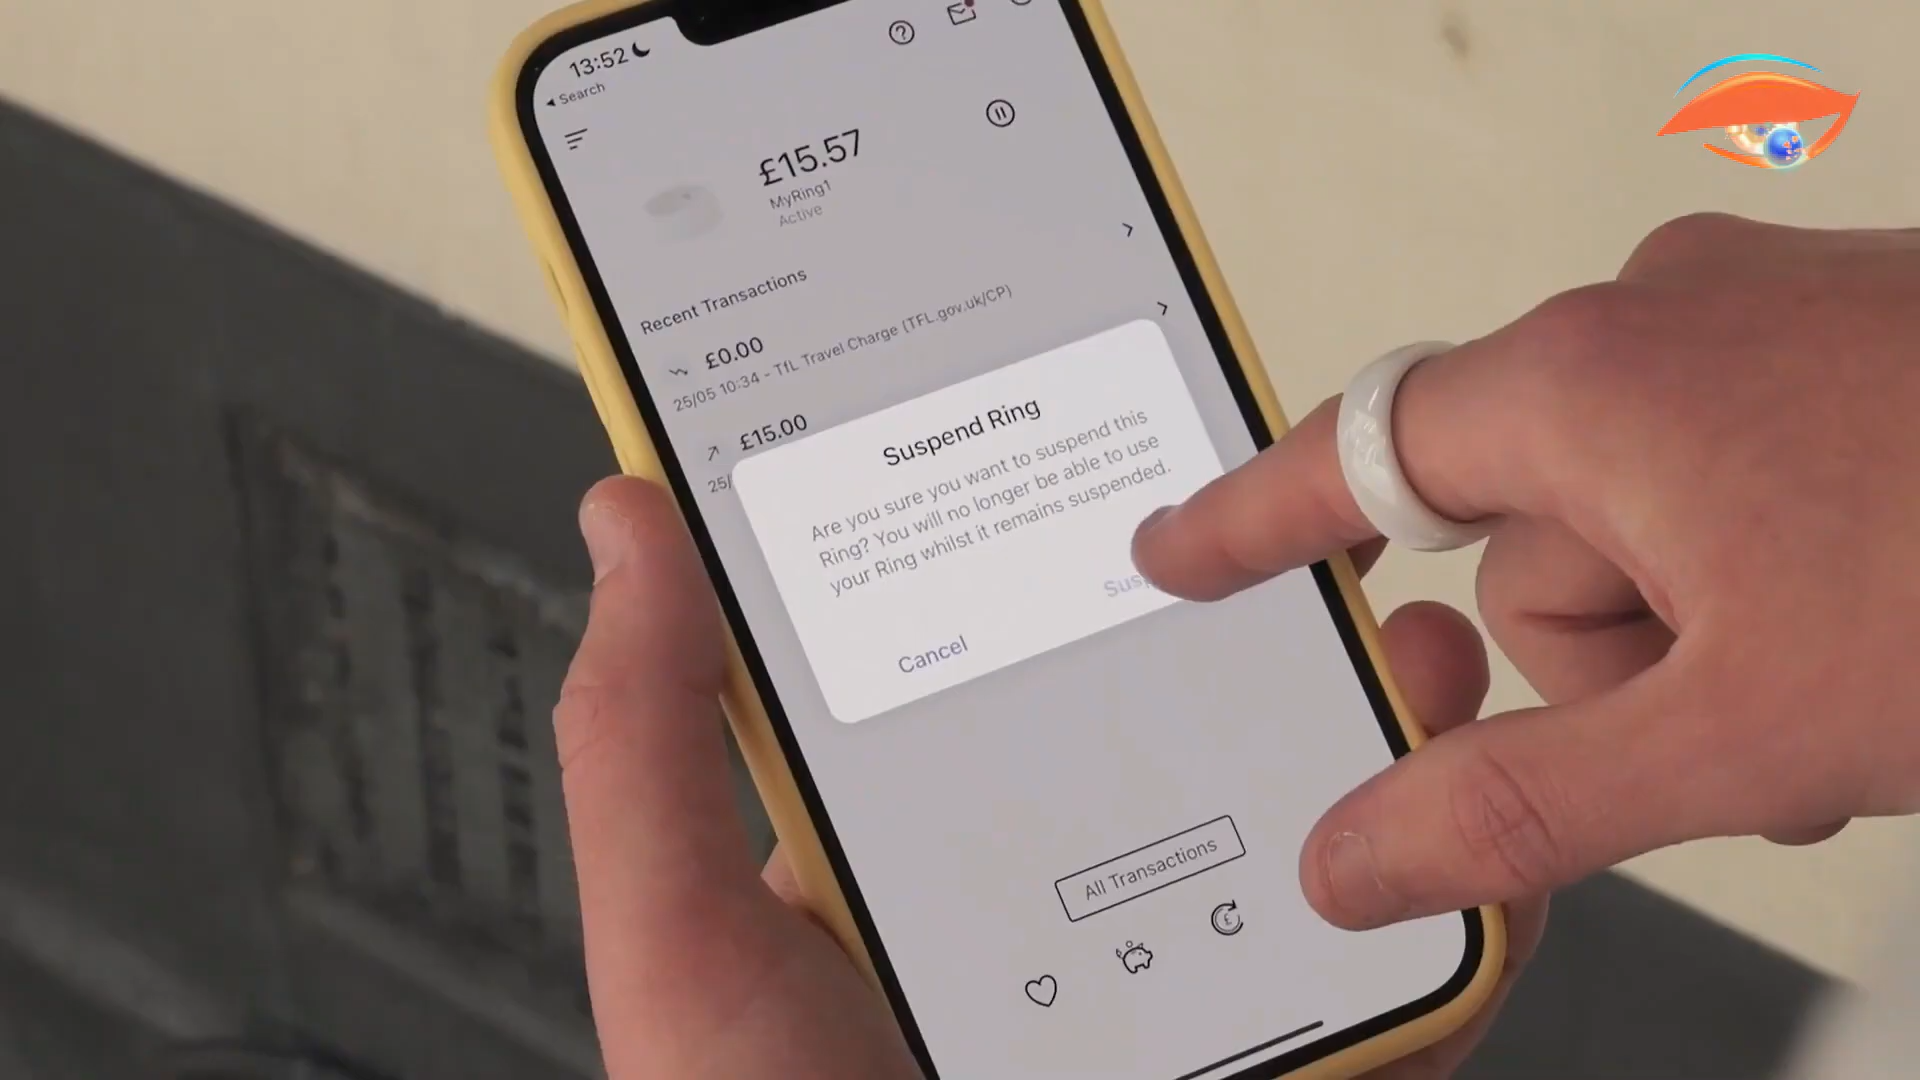 13:52
Search
£15.57
MyRing1
Active
Recent Transactions
£0.00
25/05 10:34 - TfL Travel Charge (TFL.gov.uk/CP)
£15.00
Suspend Ring
Are you sure you want to suspend this
Ring? You will no longer be able to use
your Ring whilst it remains suspended.
Cancel
All Transactions